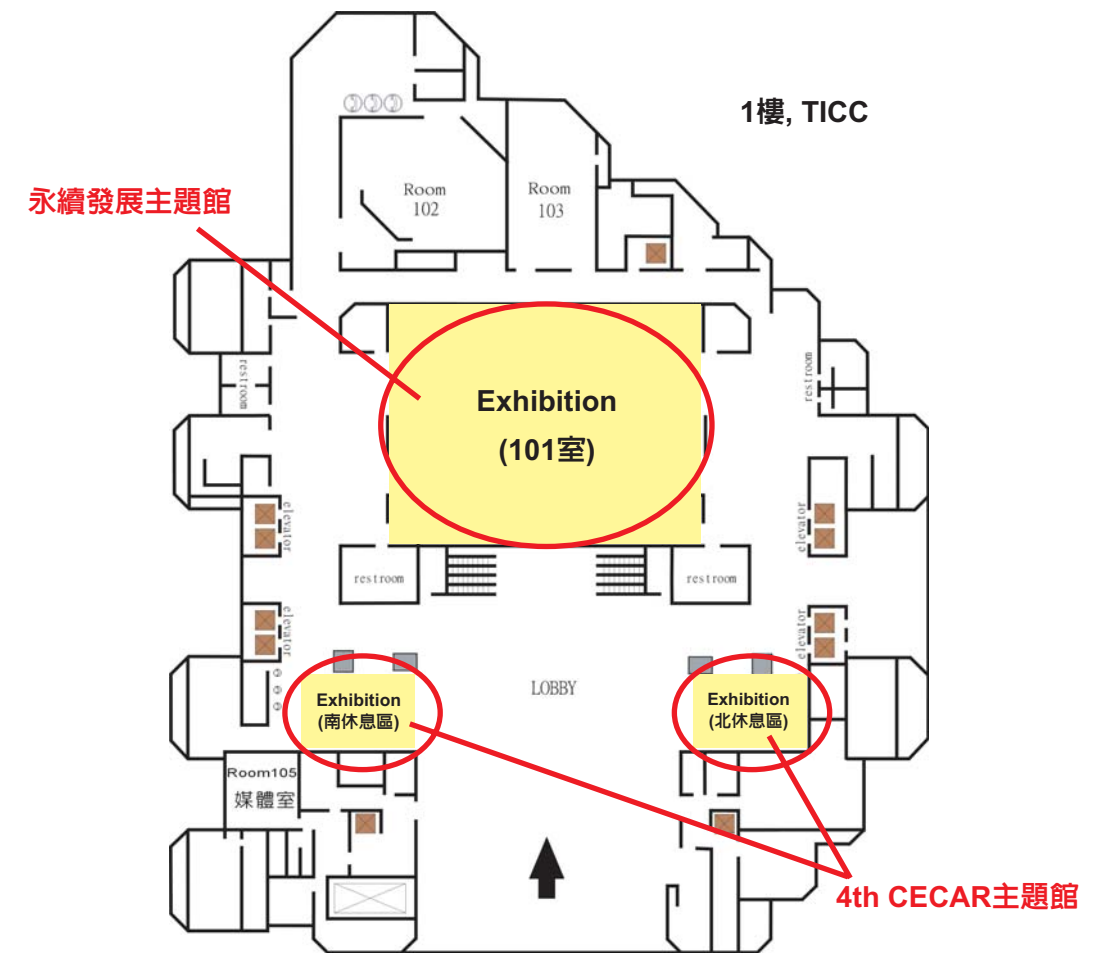 1樓, TICC
永續發展主題館
Room
102
Room
103
restroom
restroom
Exhibition
(101室)
elevator
elevator
restroom
restroom
elevator
elevator
LOBBY
Exhibition
(南休息區)
Exhibition
(北休息區)
Room105
媒體室
4th CECAR主題館